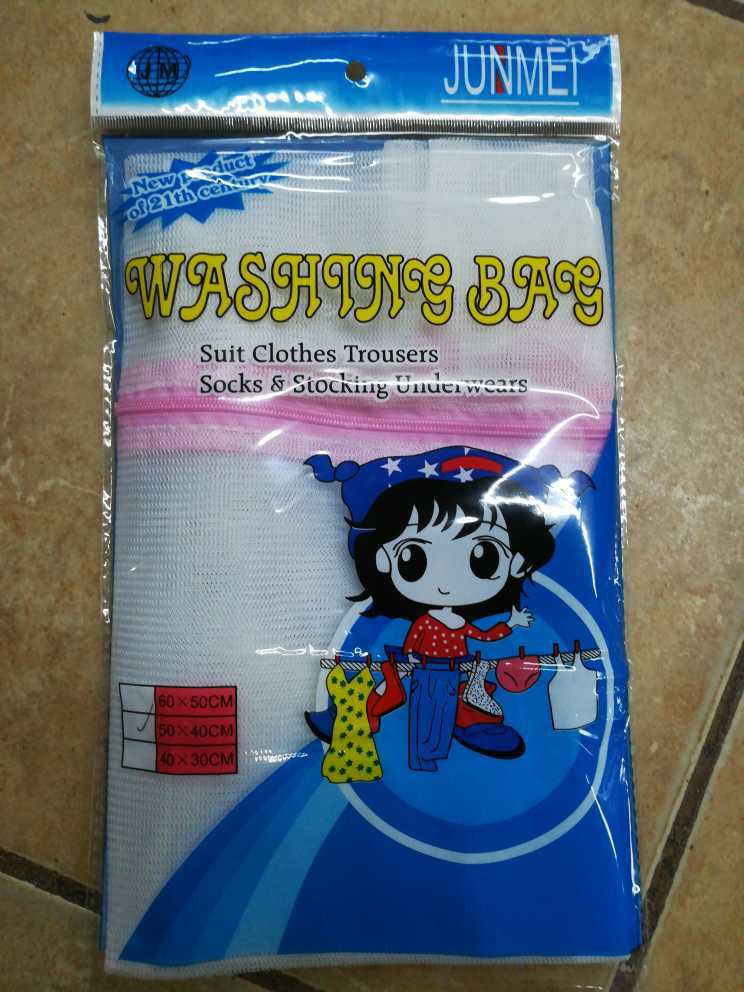 JM
JUNMEI
New product
of 21th century
WASHING BAG
Suit Clothes Trousers
Socks & Stocking Underwears
60×50CM
50×40CM
40×30CM